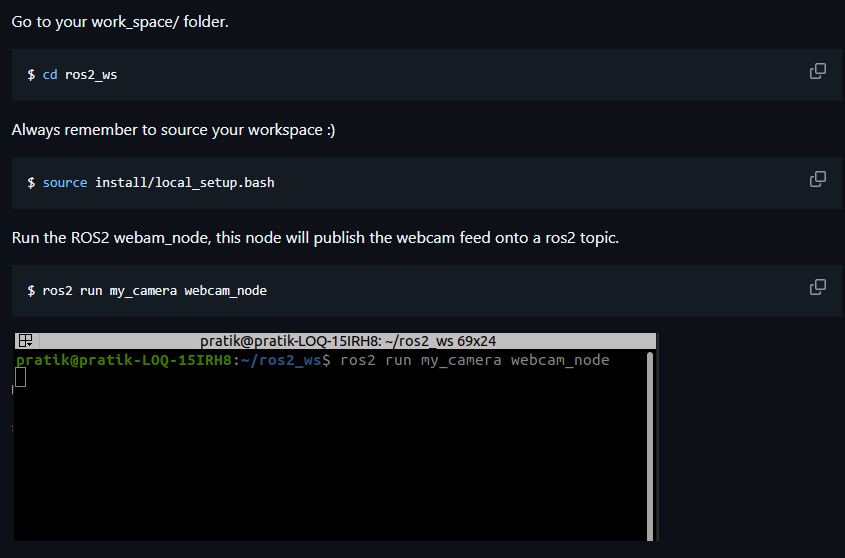 Go to your work_space/ folder.
$ cd ros2_ws
Always remember to source your workspace :)
$ source install/local_setup.bash
Run the ROS2 webam_node, this node will publish the webcam feed onto a ros2 topic.
$ ros2 run my_camera webcam_node
pratik@pratik-LOQ-15IRH8: ~/ros2_ws 69x24
pratik@pratik-LOQ-15IRH8:~/ros2_ws$ ros2 run my_camera webcam_node